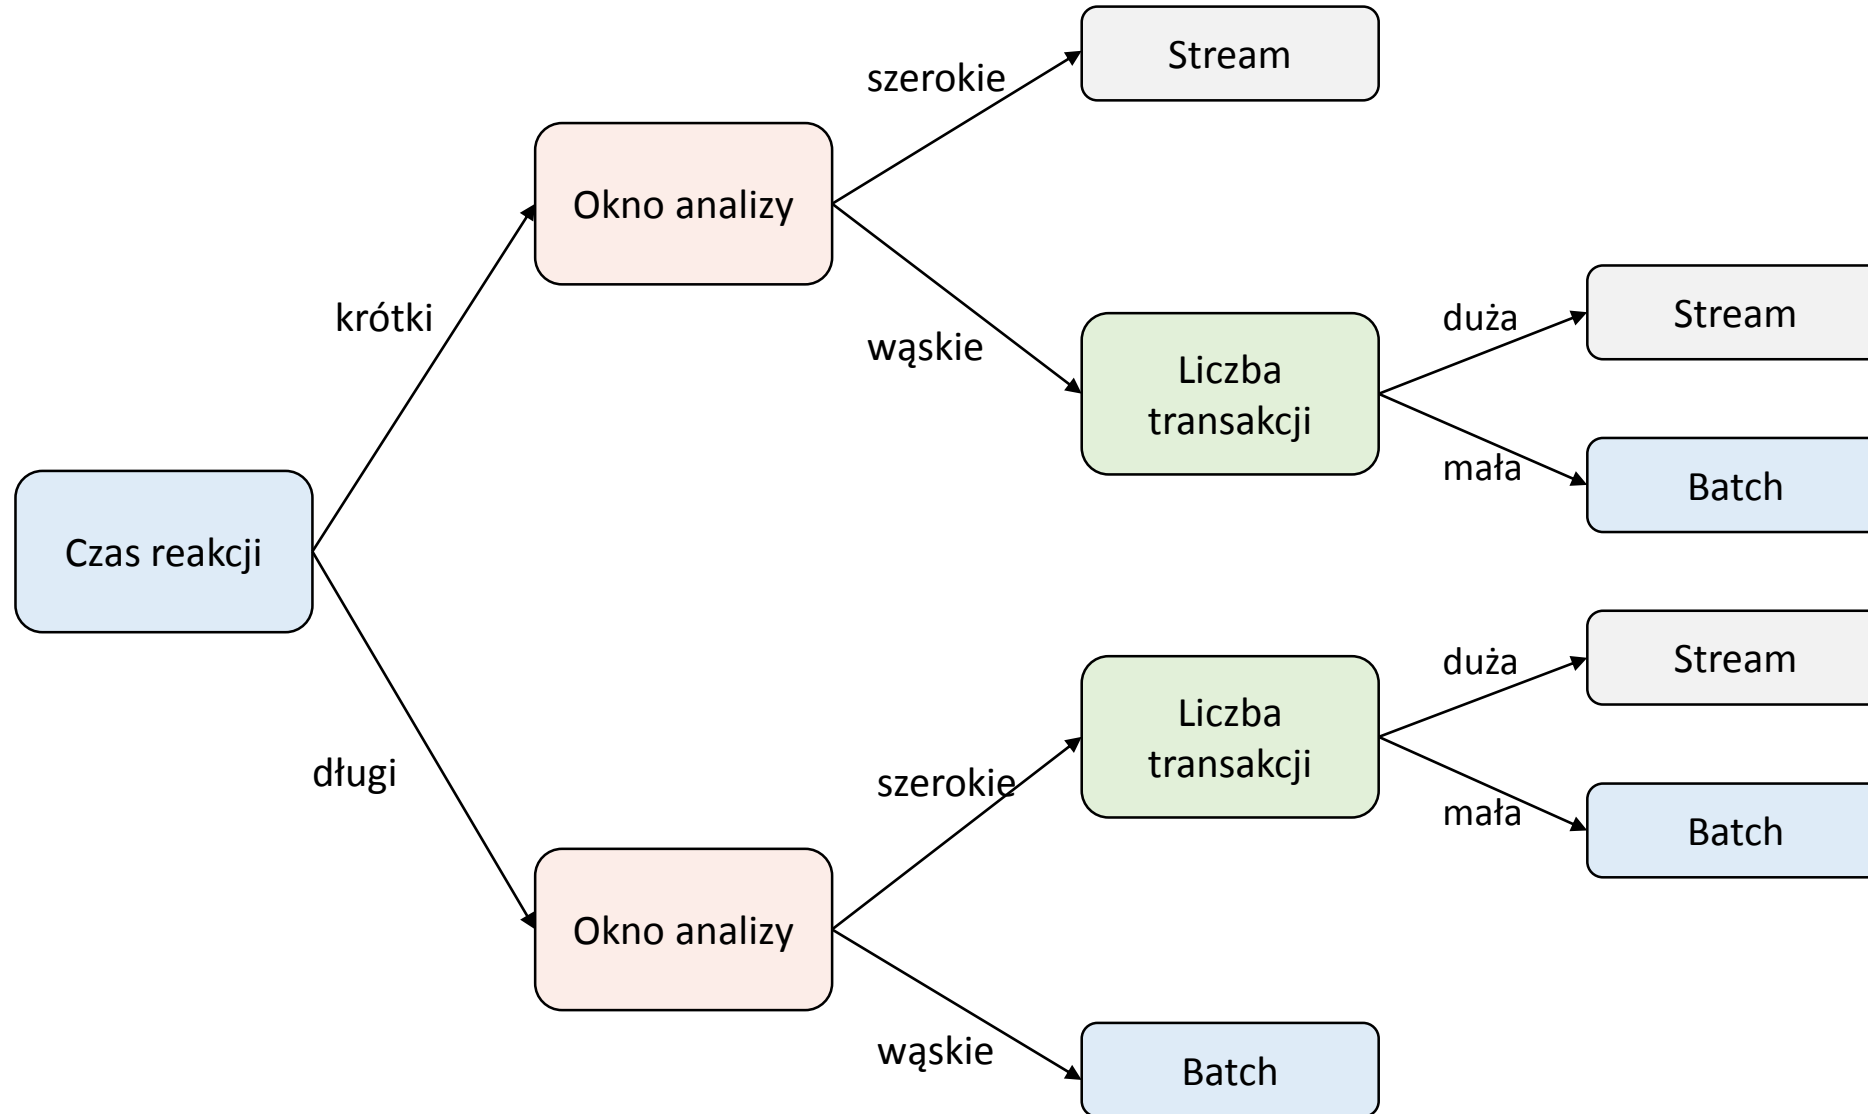 Stream
szerokie
Okno analizy
krótki
wąskie
Liczba
transakcji
duża
Stream
mała
Batch
Czas reakcji
długi
Liczba
transakcji
duża
Stream
mała
Batch
szerokie
Okno analizy
wąskie
Batch